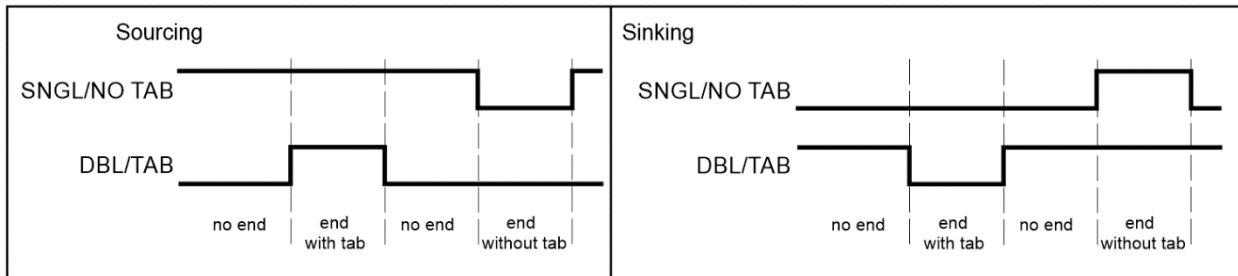 Sourcing
SNGL/NO TAB
DBL/TAB
no end
end
with tab
no end
end
without tab
Sinking
SNGL/NO TAB
DBL/TAB
no end
end
with tab
no end
end
without tab